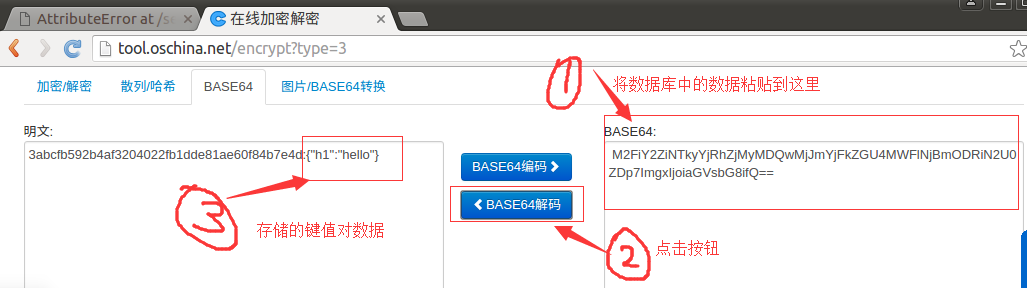 AttributeError at /se
在线加密解密
tool.oschina.net/encrypt?type=3
加密/解密
散列/哈希
BASE64
图片/BASE64转换
1
将数据库中的数据粘贴到这里
明文:
BASE64:
3abcfb592b4af3204022fb1dde81ae60f84b7e4d:{"h1":"hello"}
BASE64编码
M2FiY2ZiNTkyYjRhZjMyMDQwMjJmYjFkZGU4MWFlNjBmODRiN2U0
ZDp7ImgxIjoiaGVsbG8ifQ==
BASE64解码
3
存储的键值对数据
2
点击按钮